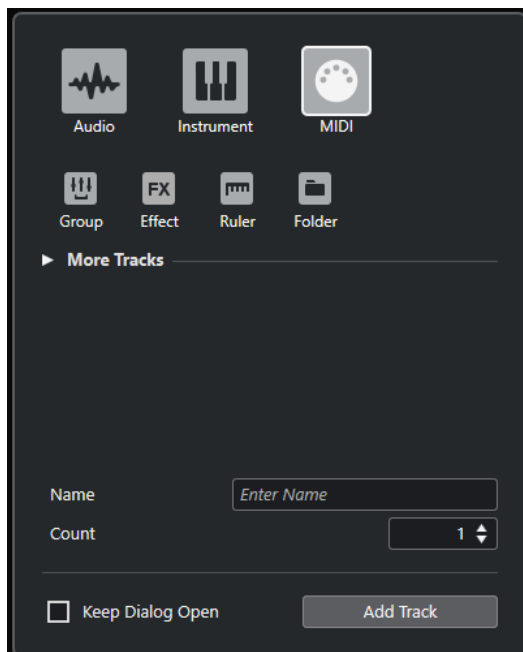 Audio Instrument MIDI
FX
Group Effect Ruler Folder
More Tracks
Name Enter Name
Count 1
Keep Dialog Open Add Track